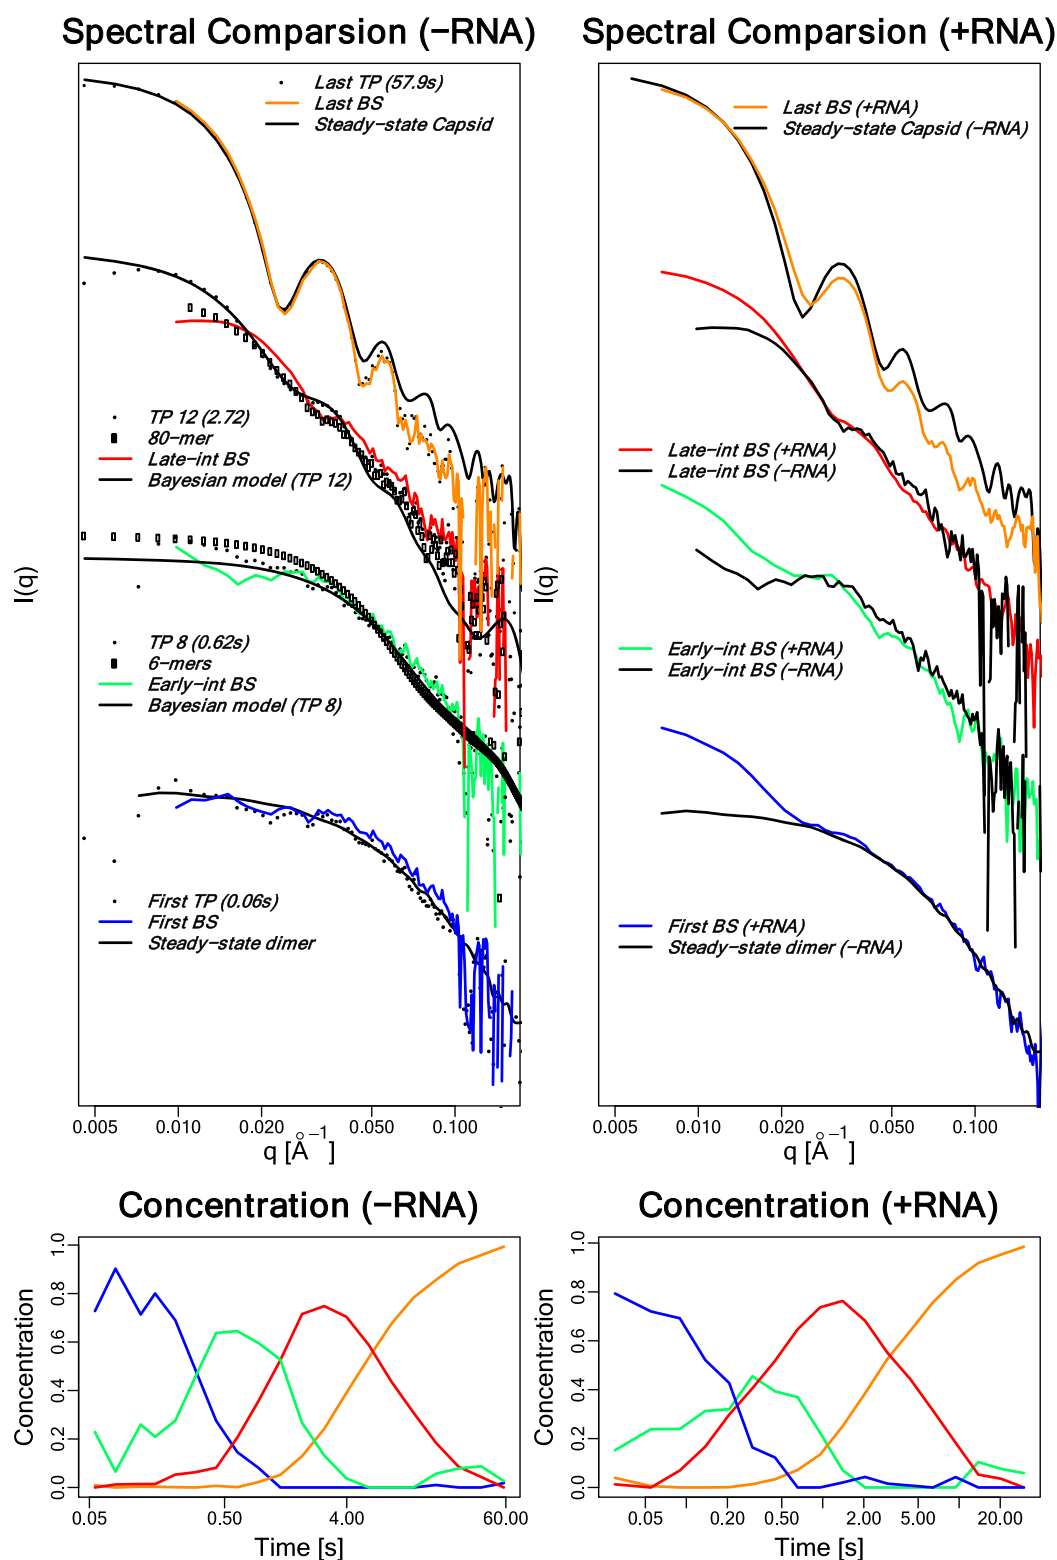 Spectral Comparsion (−RNA)
Last TP (57.9s)
Last BS
Steady−state Capsid
TP 12 (2.72)
80−mer
Late−int BS
Bayesian model (TP 12)
TP 8 (0.62s)
6−mers
Early−int BS
Bayesian model (TP 8)
First TP (0.06s)
First BS
Steady−state dimer
I(q)
0.005 0.010 0.020 0.050 0.100
q [Å−1]
Spectral Comparsion (+RNA)
Last BS (+RNA)
Steady−state Capsid (−RNA)
Late−int BS (+RNA)
Late−int BS (−RNA)
Early−int BS (+RNA)
Early−int BS (−RNA)
First BS (+RNA)
Steady−state dimer (−RNA)
I(q)
0.005 0.010 0.020 0.050 0.100
q [Å−1]
Concentration (−RNA)
Concentration
1.0
0.8
0.6
0.4
0.2
0.0
0.05 0.50 4.00 60.00
Time [s]
Concentration (+RNA)
Concentration
1.0
0.8
0.6
0.4
0.2
0.0
0.05 0.20 0.50 2.00 5.00 20.00
Time [s]